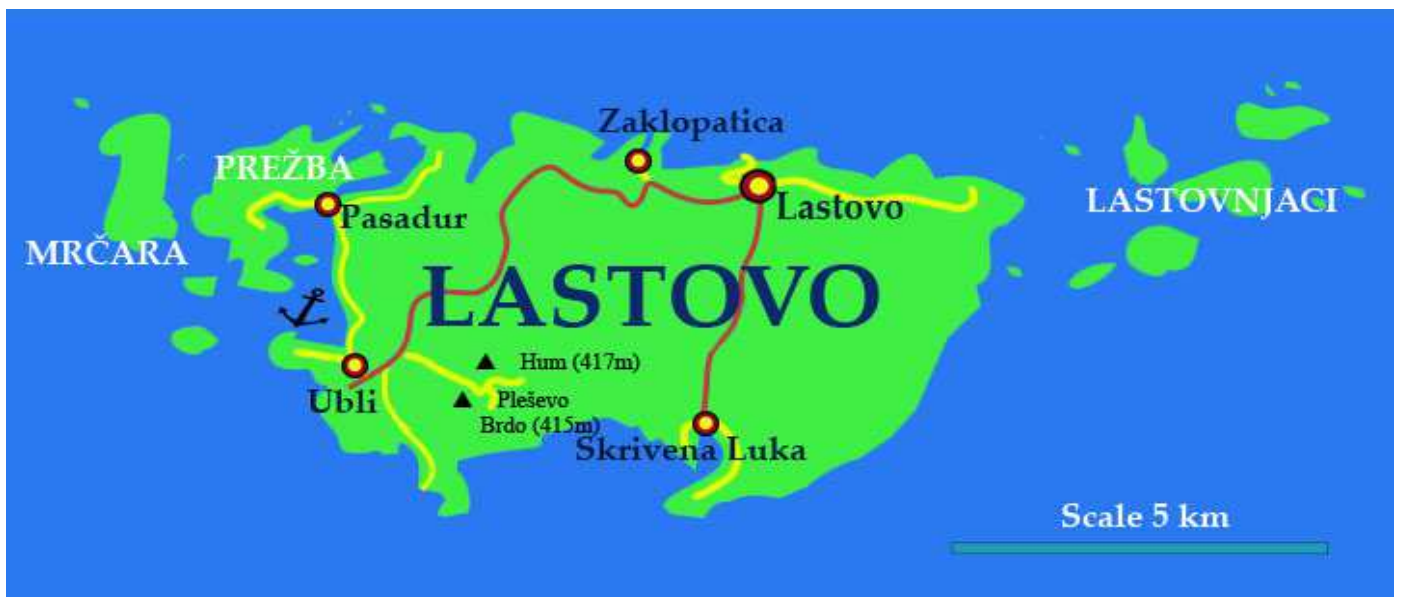 Zaklopatica
PREŽBA
Pasadur
Lastovo
LASTOVNJACI
MRČARA
LASTOVO
Hum (417m)
Ubli
Pleševo
Brdo (415m)
Skrivena Luka
Scale 5 km